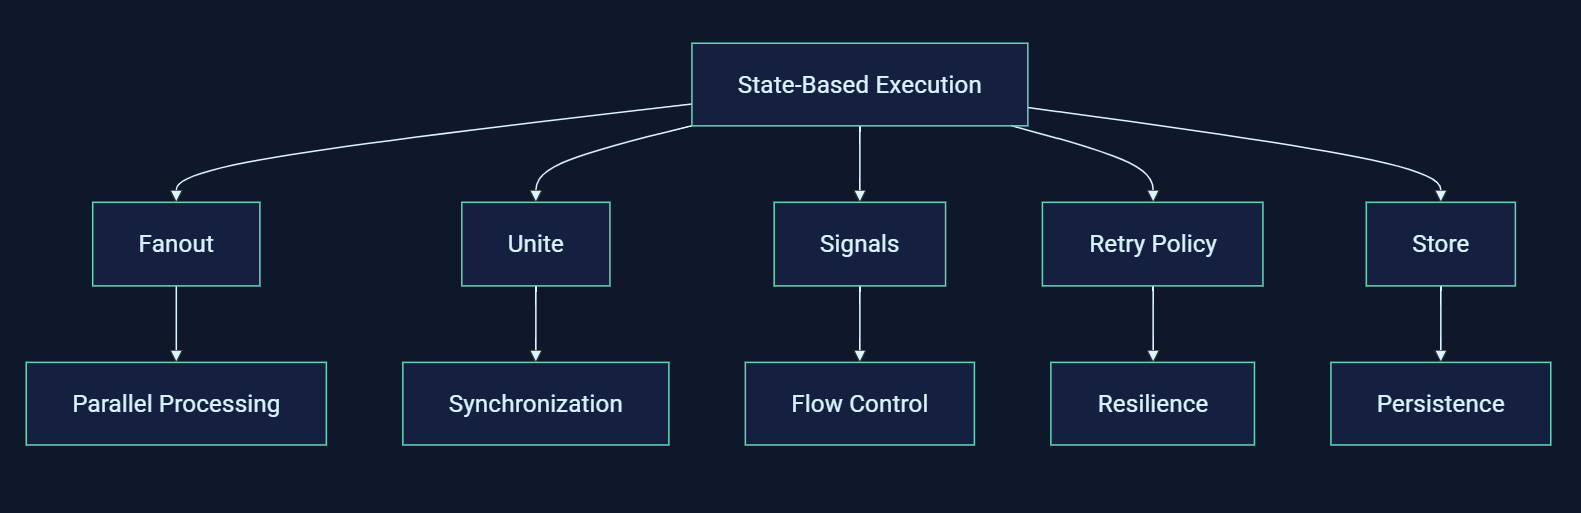 State-Based Execution
Fanout
Unite
Signals
Retry Policy
Store
Parallel Processing
Synchronization
Flow Control
Resilience
Persistence